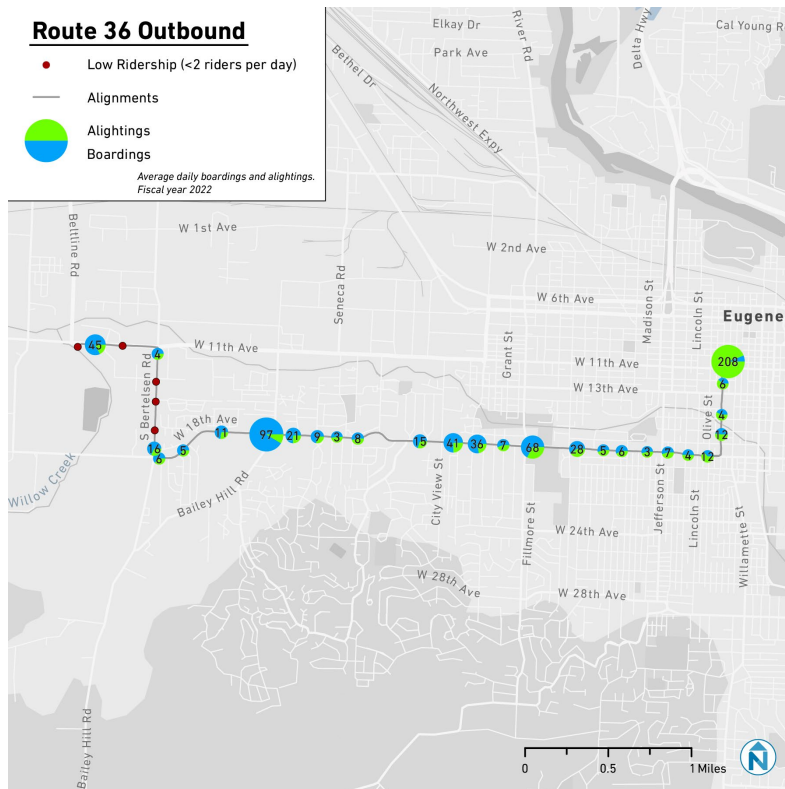 Route 36 Outbound
Low Ridership (<2 riders per day)
Alignments
Alightings
Boardings
Average daily boardings and alightings.
Fiscal year 2022
Elkay Dr
Park Ave
River Rd
Delta Hwy
Cal Young R
Bethel Dr
Northwest Expy
Beltline Rd
W 1st Ave
W 2nd Ave
Seneca Rd
W 6th Ave
Madison St
Lincoln St
Eugene
Grant St
W 11th Ave
W 11th Ave
W 13th Ave
45
4
208
6
S Bertelsen Rd
W 18th Ave
Olive St
4
12
11
97
21
9
3
8
15
41
36
7
68
28
5
6
3
7
4
12
16
6
5
Willow Creek
Bailey Hill Rd
City View St
Fillmore St
Jefferson St
Lincoln St
Willamette St
W 24th Ave
W 28th Ave
W 28th Ave
Bailey Hill Rd
0
0.5
1 Miles
N